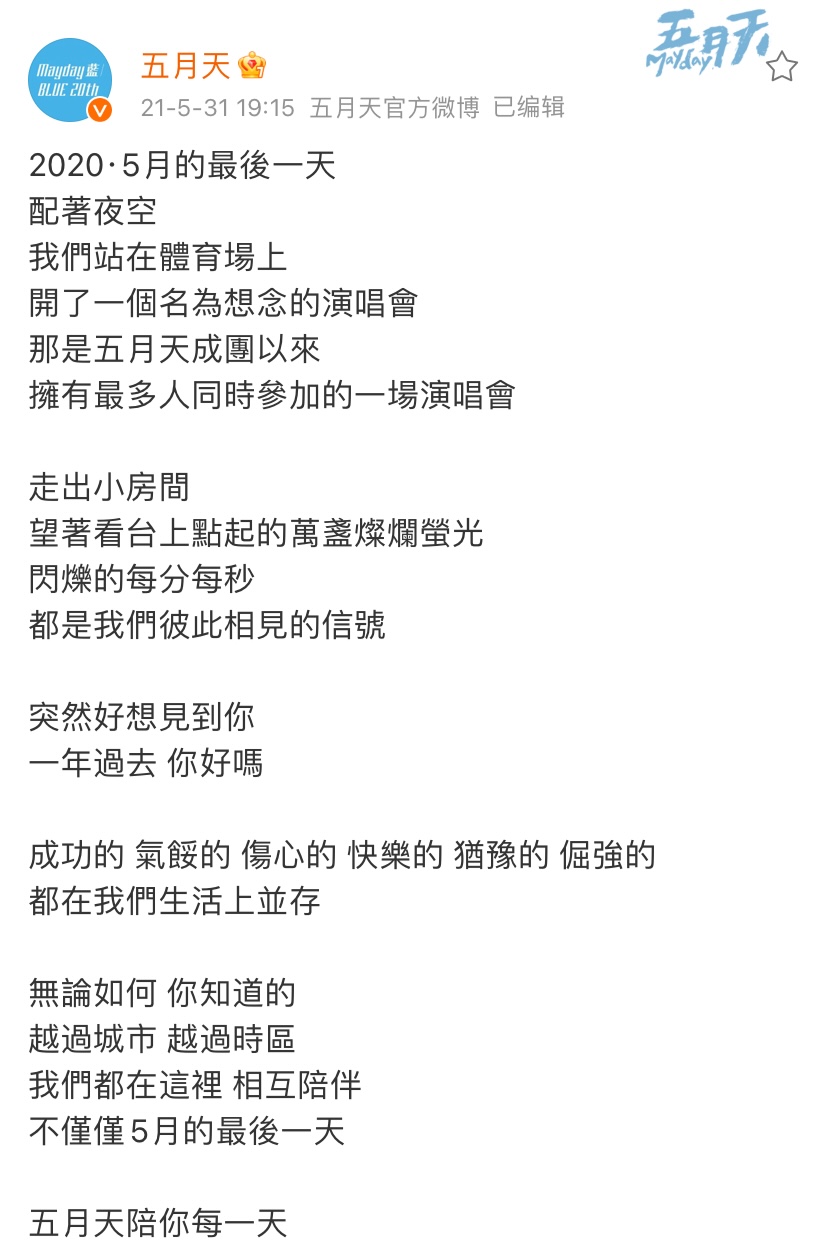 五月天
Mayday
Mayday 藍
BLUE 20th
五月天
21-5-31 19:15 五月天官方微博 已编辑
2020·5月的最後一天
配著夜空
我們站在體育場上
開了一個名為想念的演唱會
那是五月天成團以來
擁有最多人同時參加的一場演唱會
走出小房間
望著看台上點起的萬盞燦爛螢光
閃爍的每分每秒
都是我們彼此相見的信號
突然好想見到你
一年過去 你好嗎
成功的 氣餒的 傷心的 快樂的 猶豫的 倔強的
都在我們生活上並存
無論如何 你知道的
越過城市 越過時區
我們都在這裡 相互陪伴
不僅僅5月的最後一天
五月天陪你每一天